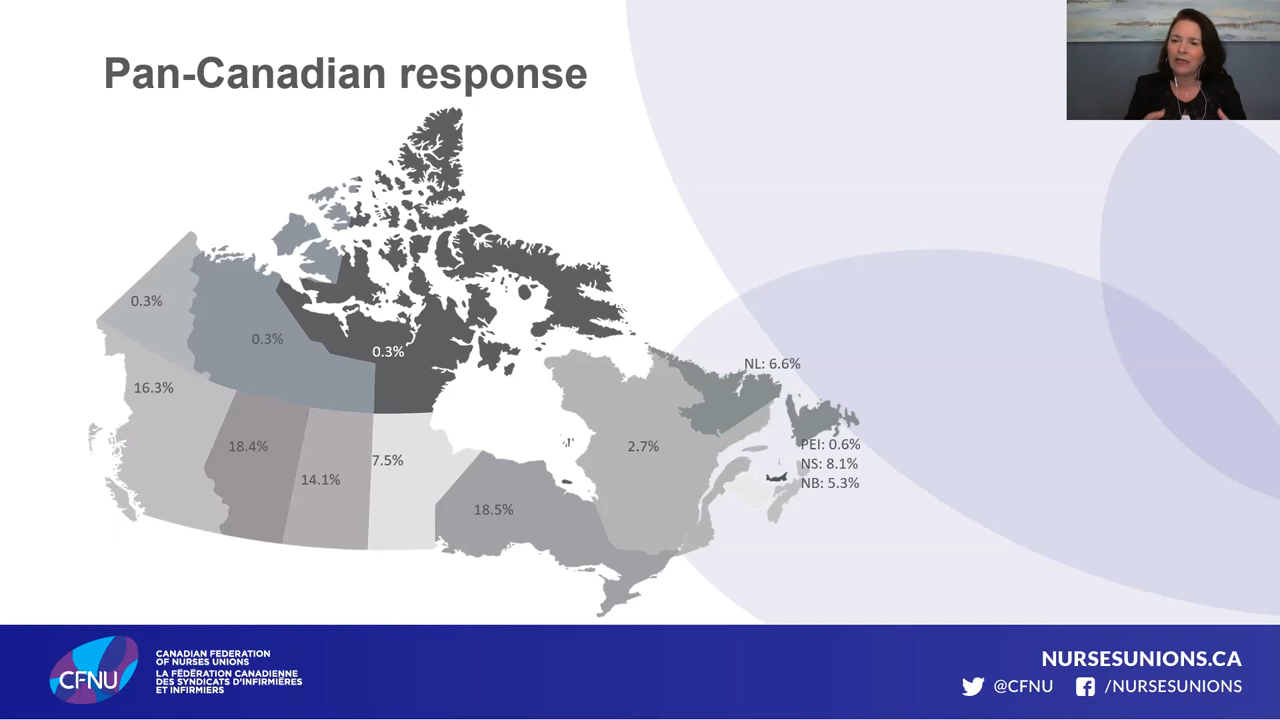 Pan-Canadian response
0.3%
0.3%
0.3%
16.3%
18.4%
14.1%
7.5%
18.5%
2.7%
NL: 6.6%
PEI: 0.6%
NS: 8.1%
NB: 5.3%
CFNU
CANADIAN FEDERATION
OF NURSES UNIONS
LA FÉDÉRATION CANADIENNE
DES SYNDICATS D'INFIRMIÈRES
ET INFIRMIERS
NURSESUNIONS.CA
@CFNU /NURSESUNIONS